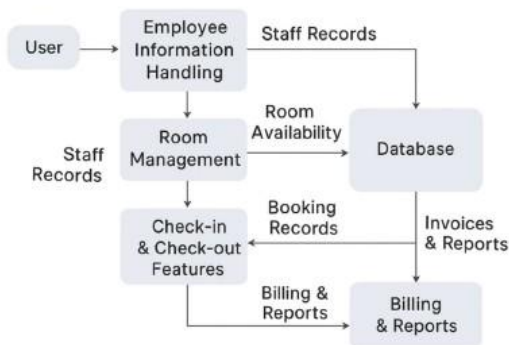 User
Employee
Information
Handling
Staff Records
Room
Management
Room
Availability
Database
Staff
Records
Check-in
& Check-out
Features
Booking
Records
Invoices
& Reports
Billing &
Reports
Billing
& Reports